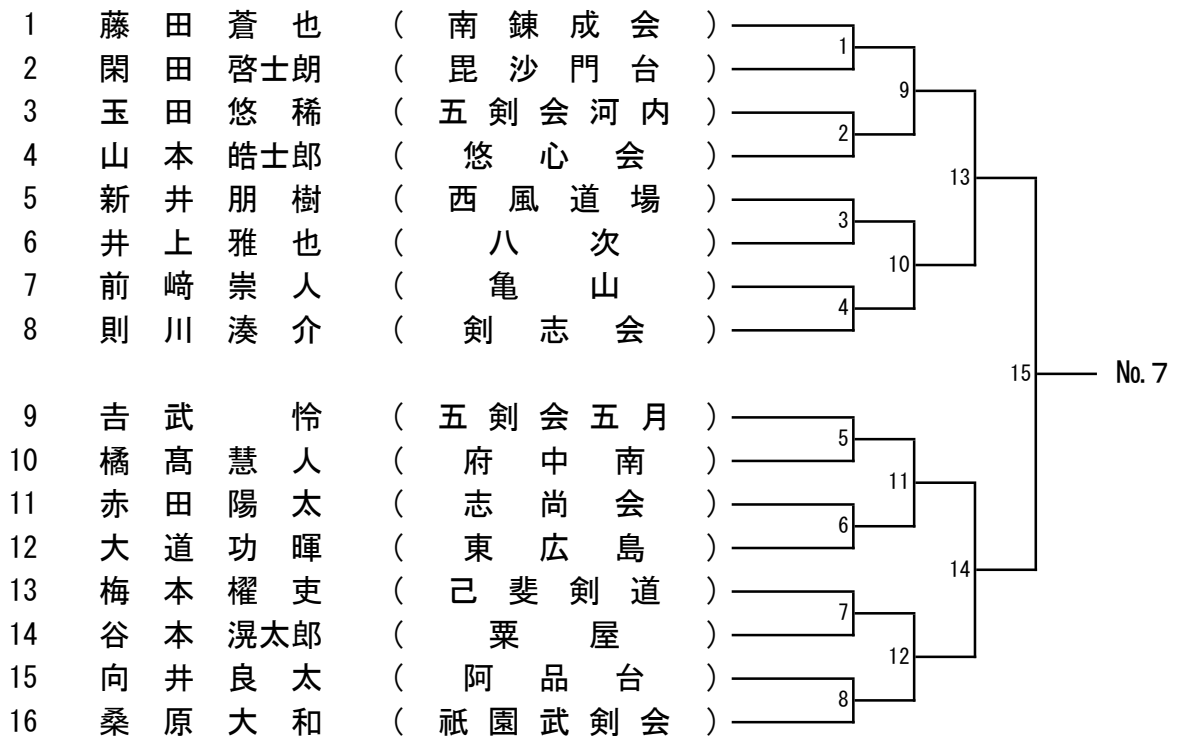 1 藤田蒼也 (南錬成会)
1
2 閑田啓士朗 (毘沙門台)
9
3 玉田悠稀 (五剣会河内)
2
4 山本皓士郎 (悠心会)
13
5 新井朋樹 (西風道場)
3
6 井上雅也 (八次)
10
7 前﨑崇人 (亀山)
4
8 則川湊介 (剣志会)
15 №7
9 𠮷武怜 (五剣会五月)
5
10 橘髙慧人 (府中南)
11
11 赤田陽太 (志尚会)
6
12 大道功暉 (東広島)
14
13 梅本櫂吏 (己斐剣道)
7
14 谷本滉太郎 (粟屋)
12
15 向井良太 (阿品台)
8
16 桑原大和 (祇園武剣会)